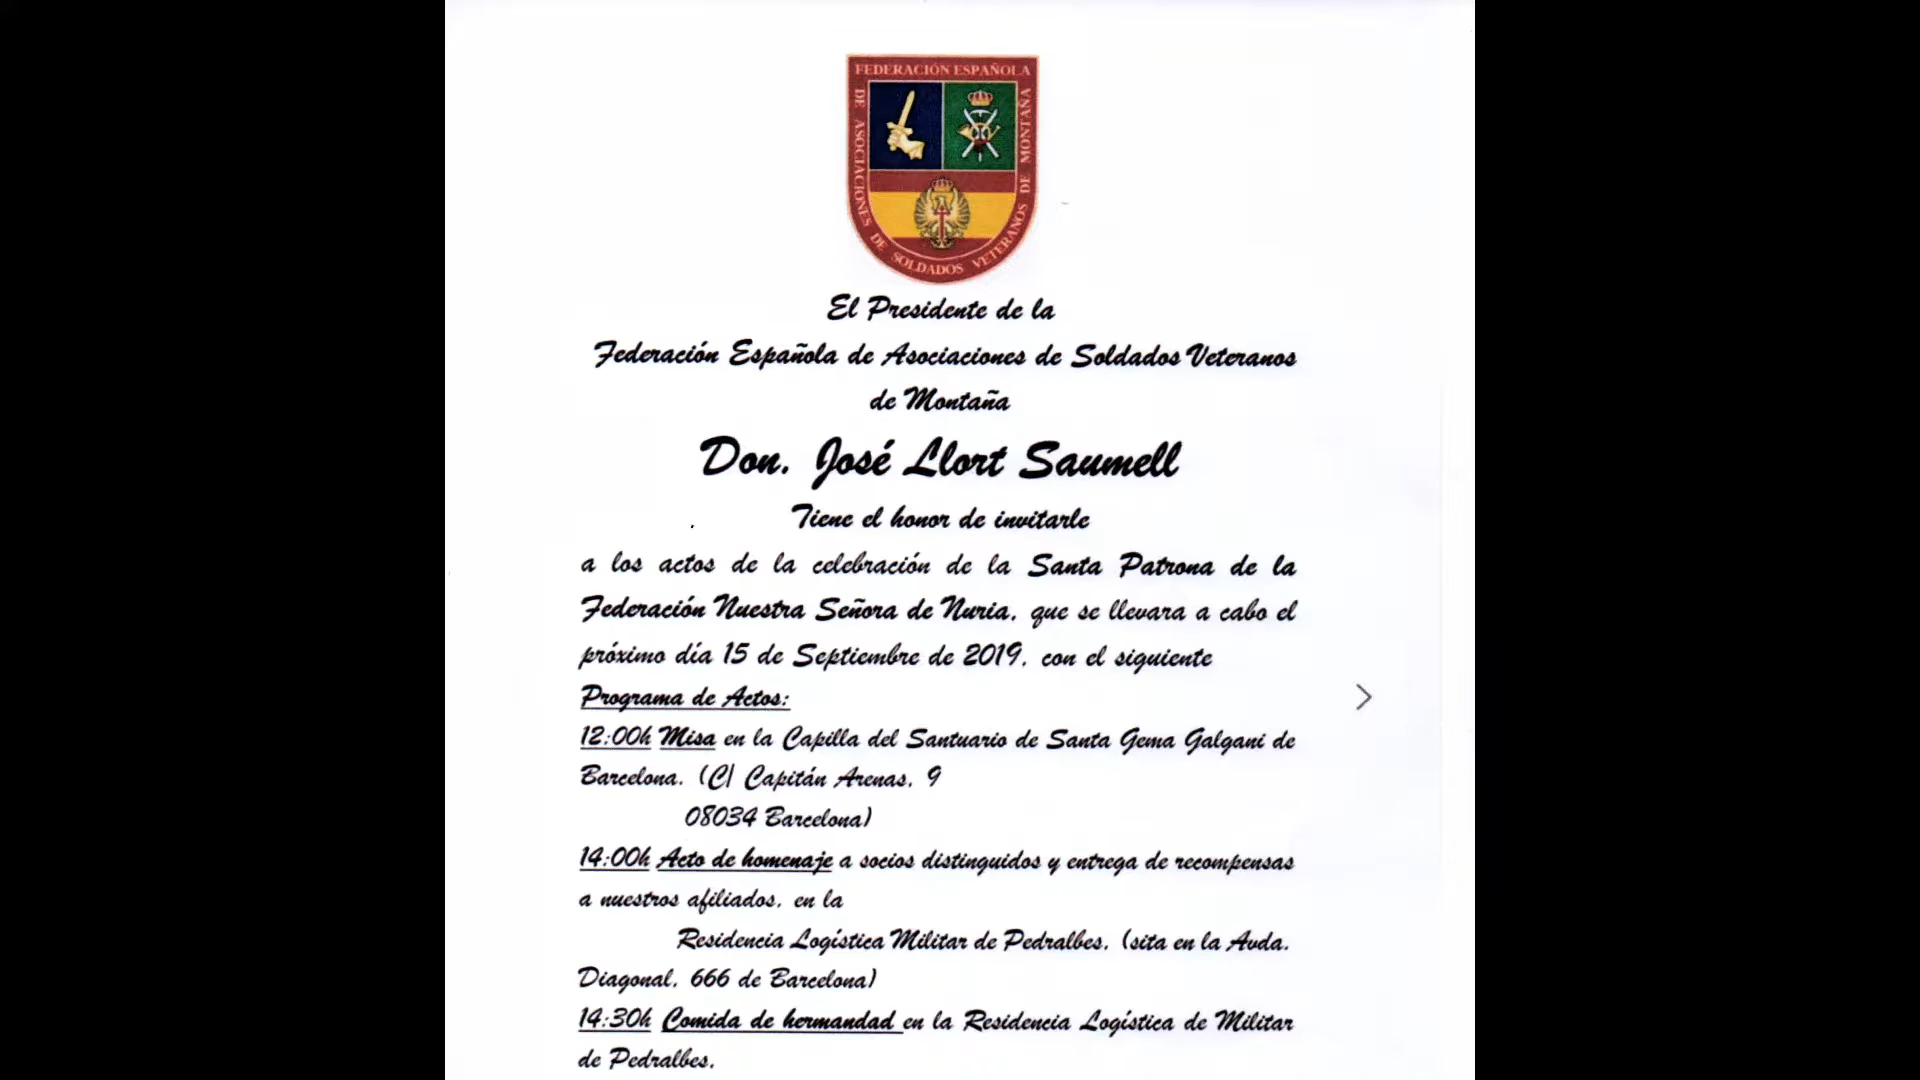 FEDERACIÓN ESPAÑOLA
DE ASOCIACIONES DE SOLDADOS VETERANOS DE MONTAÑA
El Presidente de la
Federación Española de Asociaciones de Soldados Veteranos
de Montaña
Don. José Llort Saumell
Tiene el honor de invitarle
a los actos de la celebración de la Santa Patrona de la
Federación Nuestra Señora de Nuria, que se llevara a cabo el
próximo día 15 de Septiembre de 2019, con el siguiente
Programa de Actos:
12:00h Misa en la Capilla del Santuario de Santa Gema Galgani de
Barcelona. (C/ Capitán Arenas, 9
08034 Barcelona)
14:00h Acto de homenaje a socios distinguidos y entrega de recompensas
a nuestros afiliados, en la
Residencia Logística Militar de Pedralbes, (sita en la Avda.
Diagonal, 666 de Barcelona)
14:30h Comida de hermandad en la Residencia Logística de Militar
de Pedralbes.